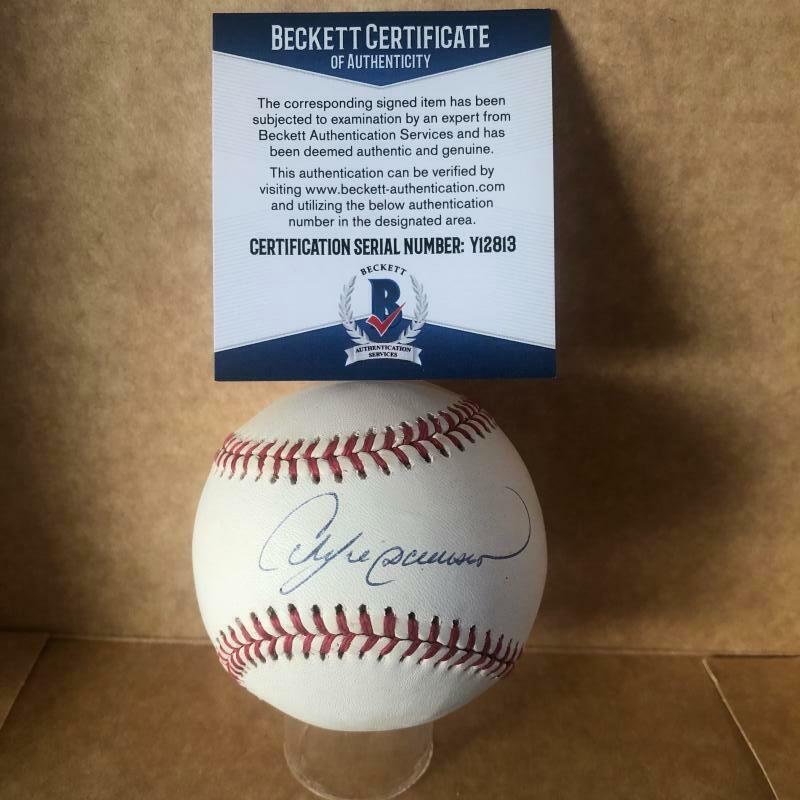 BECKETT CERTIFICATE
OF AUTHENTICITY
The corresponding signed item has been
subjected to examination by an expert from
Beckett Authentication Services and has
been deemed authentic and genuine.
This authentication can be verified by
visiting www.beckett-authentication.com
and utilizing the below authentication
number in the designated area.
CERTIFICATION SERIAL NUMBER: Y12813
BECKETT
B
AUTHENTICATION
SERVICES
Andre Dawson